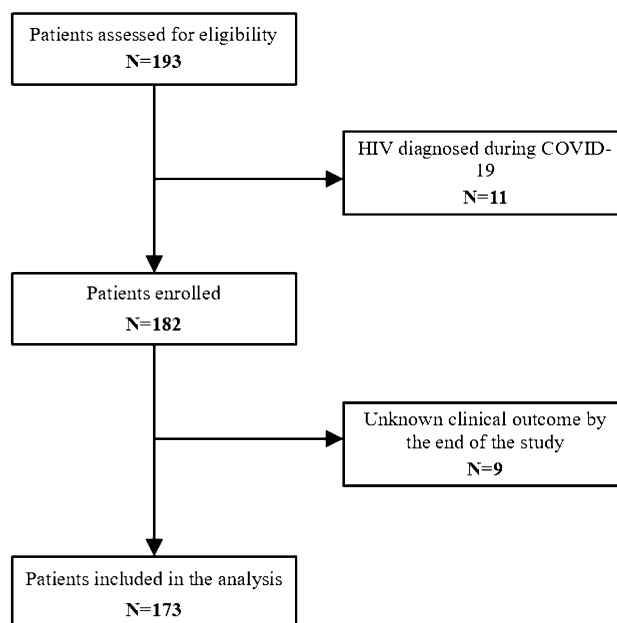 Patients assessed for eligibility
N=193
HIV diagnosed during COVID-
19
N=11
Patients enrolled
N=182
Unknown clinical outcome by
the end of the study
N=9
Patients included in the analysis
N=173